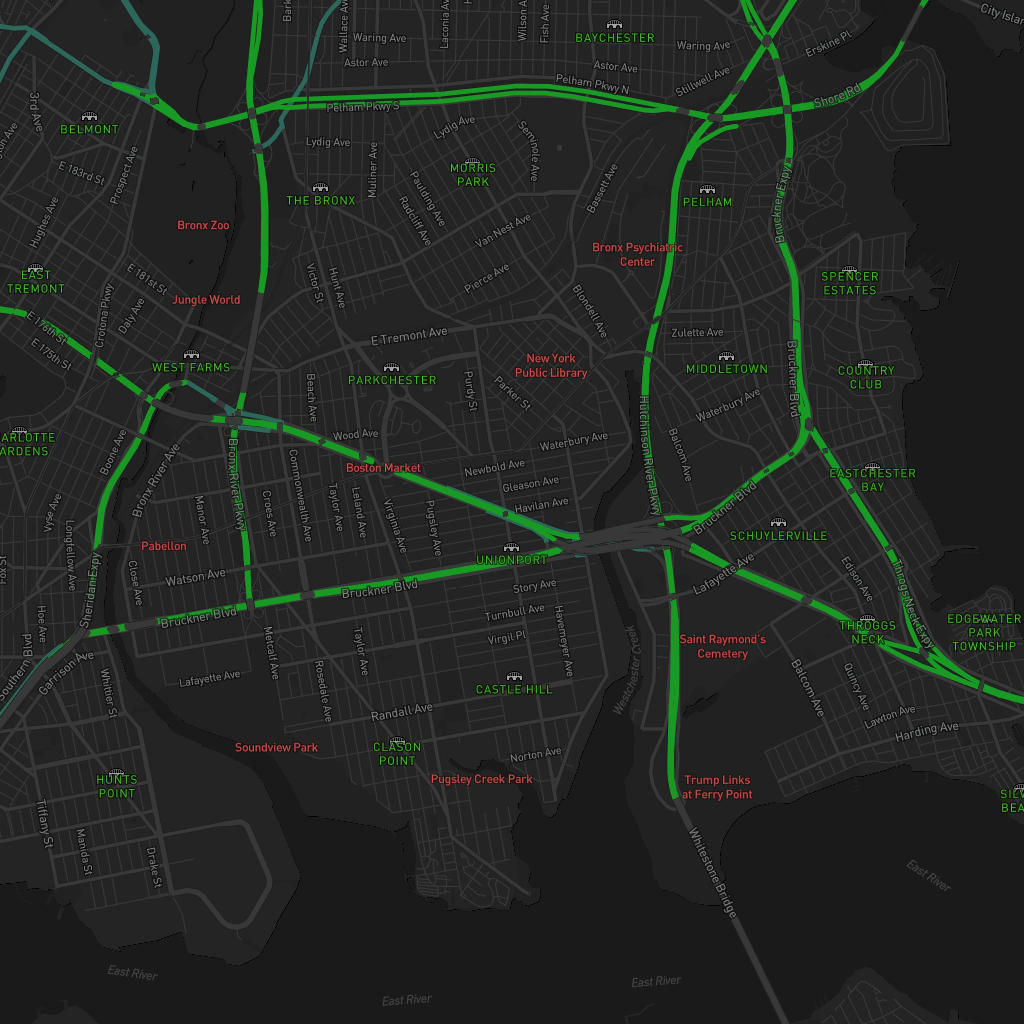 City Island
BAYCHESTER
Wallace Ave
Laconia Ave
Wilson Ave
Fish Ave
Waring Ave
Waring Ave
Erskine Pl
Astor Ave
Astor Ave
Stillwell Ave
Pelham Pkwy N
Pelham Pkwy S
Shore Rd
3rd Ave
BELMONT
Lydig Ave
Lydig Ave
Seminole Ave
E 183rd St
Prospect Ave
Muliner Ave
MORRIS
PARK
THE BRONX
Paulding Ave
Radcliff Ave
Bassett Ave
PELHAM
Hughes Ave
Bronx Zoo
Van Nest Ave
Bronx Psychiatric
Center
Bruckner Expy
EAST
TREMONT
E 181st St
Victor St
Hunt Ave
Pierce Ave
SPENCER
ESTATES
Crotona Pkwy
Daly Ave
Jungle World
Blondell Ave
E 176th St
E 175th St
E Tremont Ave
Zulette Ave
WEST FARMS
PARKCHESTER
New York
Public Library
MIDDLETOWN
Bruckner Blvd
COUNTRY
CLUB
Beach Ave
Purdy St
Parker St
Hutchinson River Pkwy
Waterbury Ave
Boone Ave
Bronx River Ave
Bronx River Pkwy
Wood Ave
Waterbury Ave
Balcom Ave
Commonwealth Ave
Boston Market
Newbold Ave
Gleason Ave
Havilan Ave
EASTCHESTER
BAY
Vyse Ave
Longfellow Ave
Manor Ave
Croes Ave
Taylor Ave
Leland Ave
Virginia Ave
Pugsley Ave
Bruckner Blvd
SCHUYLERVILLE
Pabellon
UNIONPORT
Sheridan Expy
Close Ave
Watson Ave
Bruckner Blvd
Story Ave
Lafayette Ave
Edison Ave
Throgs Neck Expy
Hoe Ave
Bruckner Blvd
Turnbull Ave
Virgil Pl
Havemeyer Ave
THROGGS
NECK
EDGEWATER
PARK
TOWNSHIP
Southern Blvd
Garrison Ave
Whittier St
Metcalf Ave
Rosedale Ave
Taylor Ave
Westchester Creek
Saint Raymond's
Cemetery
Lafayette Ave
CASTLE HILL
Balcom Ave
Quincy Ave
Randall Ave
Lawton Ave
Harding Ave
Soundview Park
CLASON
POINT
Norton Ave
HUNTS
POINT
Pugsley Creek Park
Trump Links
at Ferry Point
Tiffany St
Manida St
Drake St
Whitestone Bridge
East River
East River
East River
East River